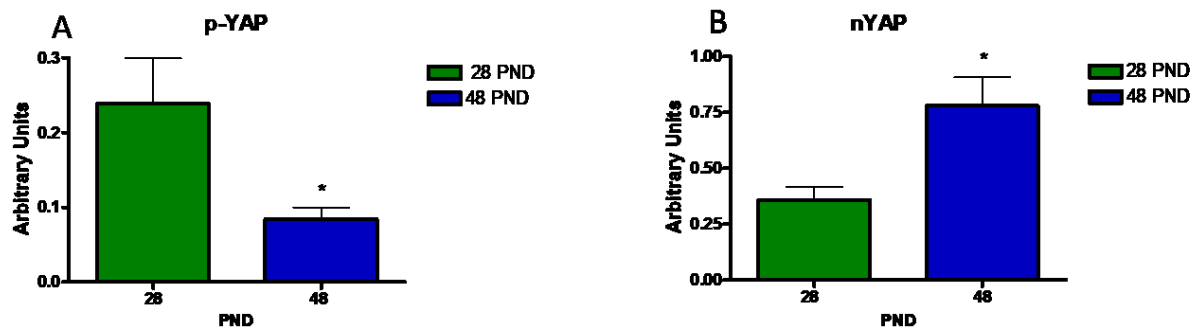 A
p-YAP
0.3
0.2
0.1
0.0
Arbitrary Units
28
48
PND
28 PND
48 PND
*
B
nYAP
1.00
0.75
0.50
0.25
0.00
Arbitrary Units
28
48
PND
28 PND
48 PND
*